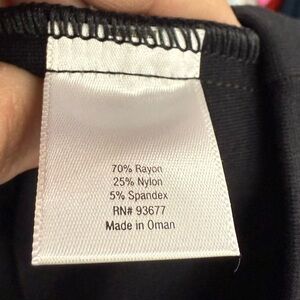 70% Rayon
25% Nylon
5% Spandex
RN# 93677
Made in Oman